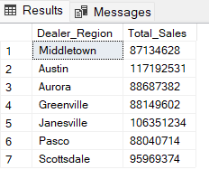 Results Messages
Dealer_Region Total_Sales
1 Middletown 87134628
2 Austin 117192531
3 Aurora 88687382
4 Greenville 88149602
5 Janesville 106351234
6 Pasco 88040714
7 Scottsdale 95969374